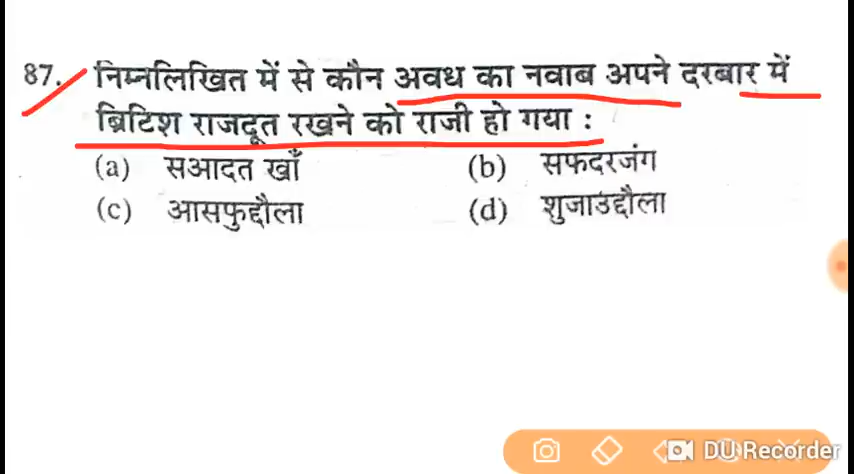 87. निम्नलिखित में से कौन अवध का नवाब अपने दरबार में
ब्रिटिश राजदूत रखने को राजी हो गया :
(a) सआदत खाँ (b) सफदरजंग
(c) आसफुद्दौला (d) शुजाउद्दौला
DU Recorder